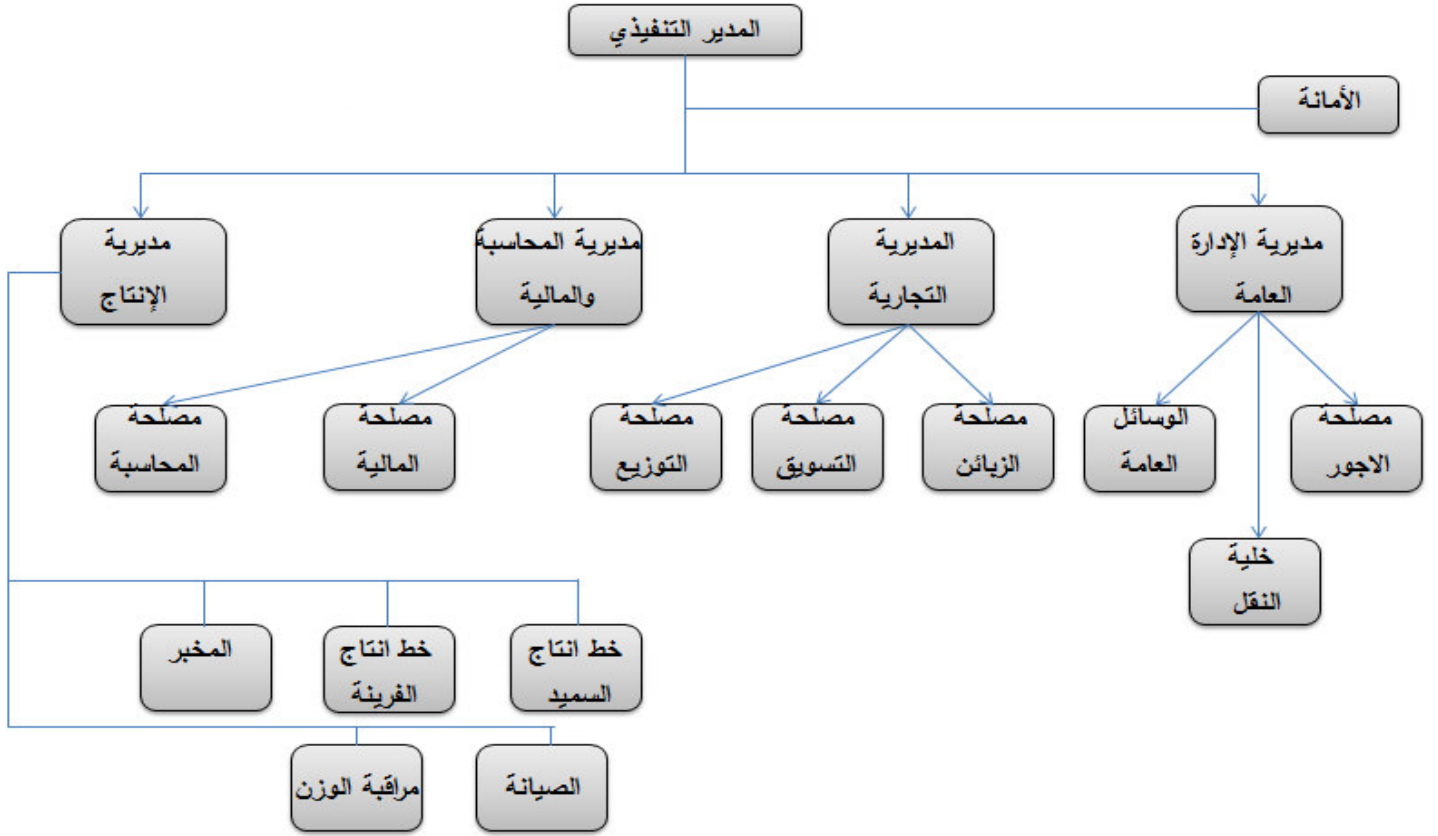 المدير التنفيذي
الأمانة
مديرية الإدارة
العامة
المديرية
التجارية
مديرية المحاسبة
والمالية
مديرية
الإنتاج
مصلحة
الاجور
الوسائل
العامة
مصلحة
الزبائن
مصلحة
التسويق
مصلحة
التوزيع
مصلحة
المالية
مصلحة
المحاسبة
خلية
النقل
خط انتاج
السميد
خط انتاج
الفرينة
المخبر
الصيانة
مراقبة الوزن